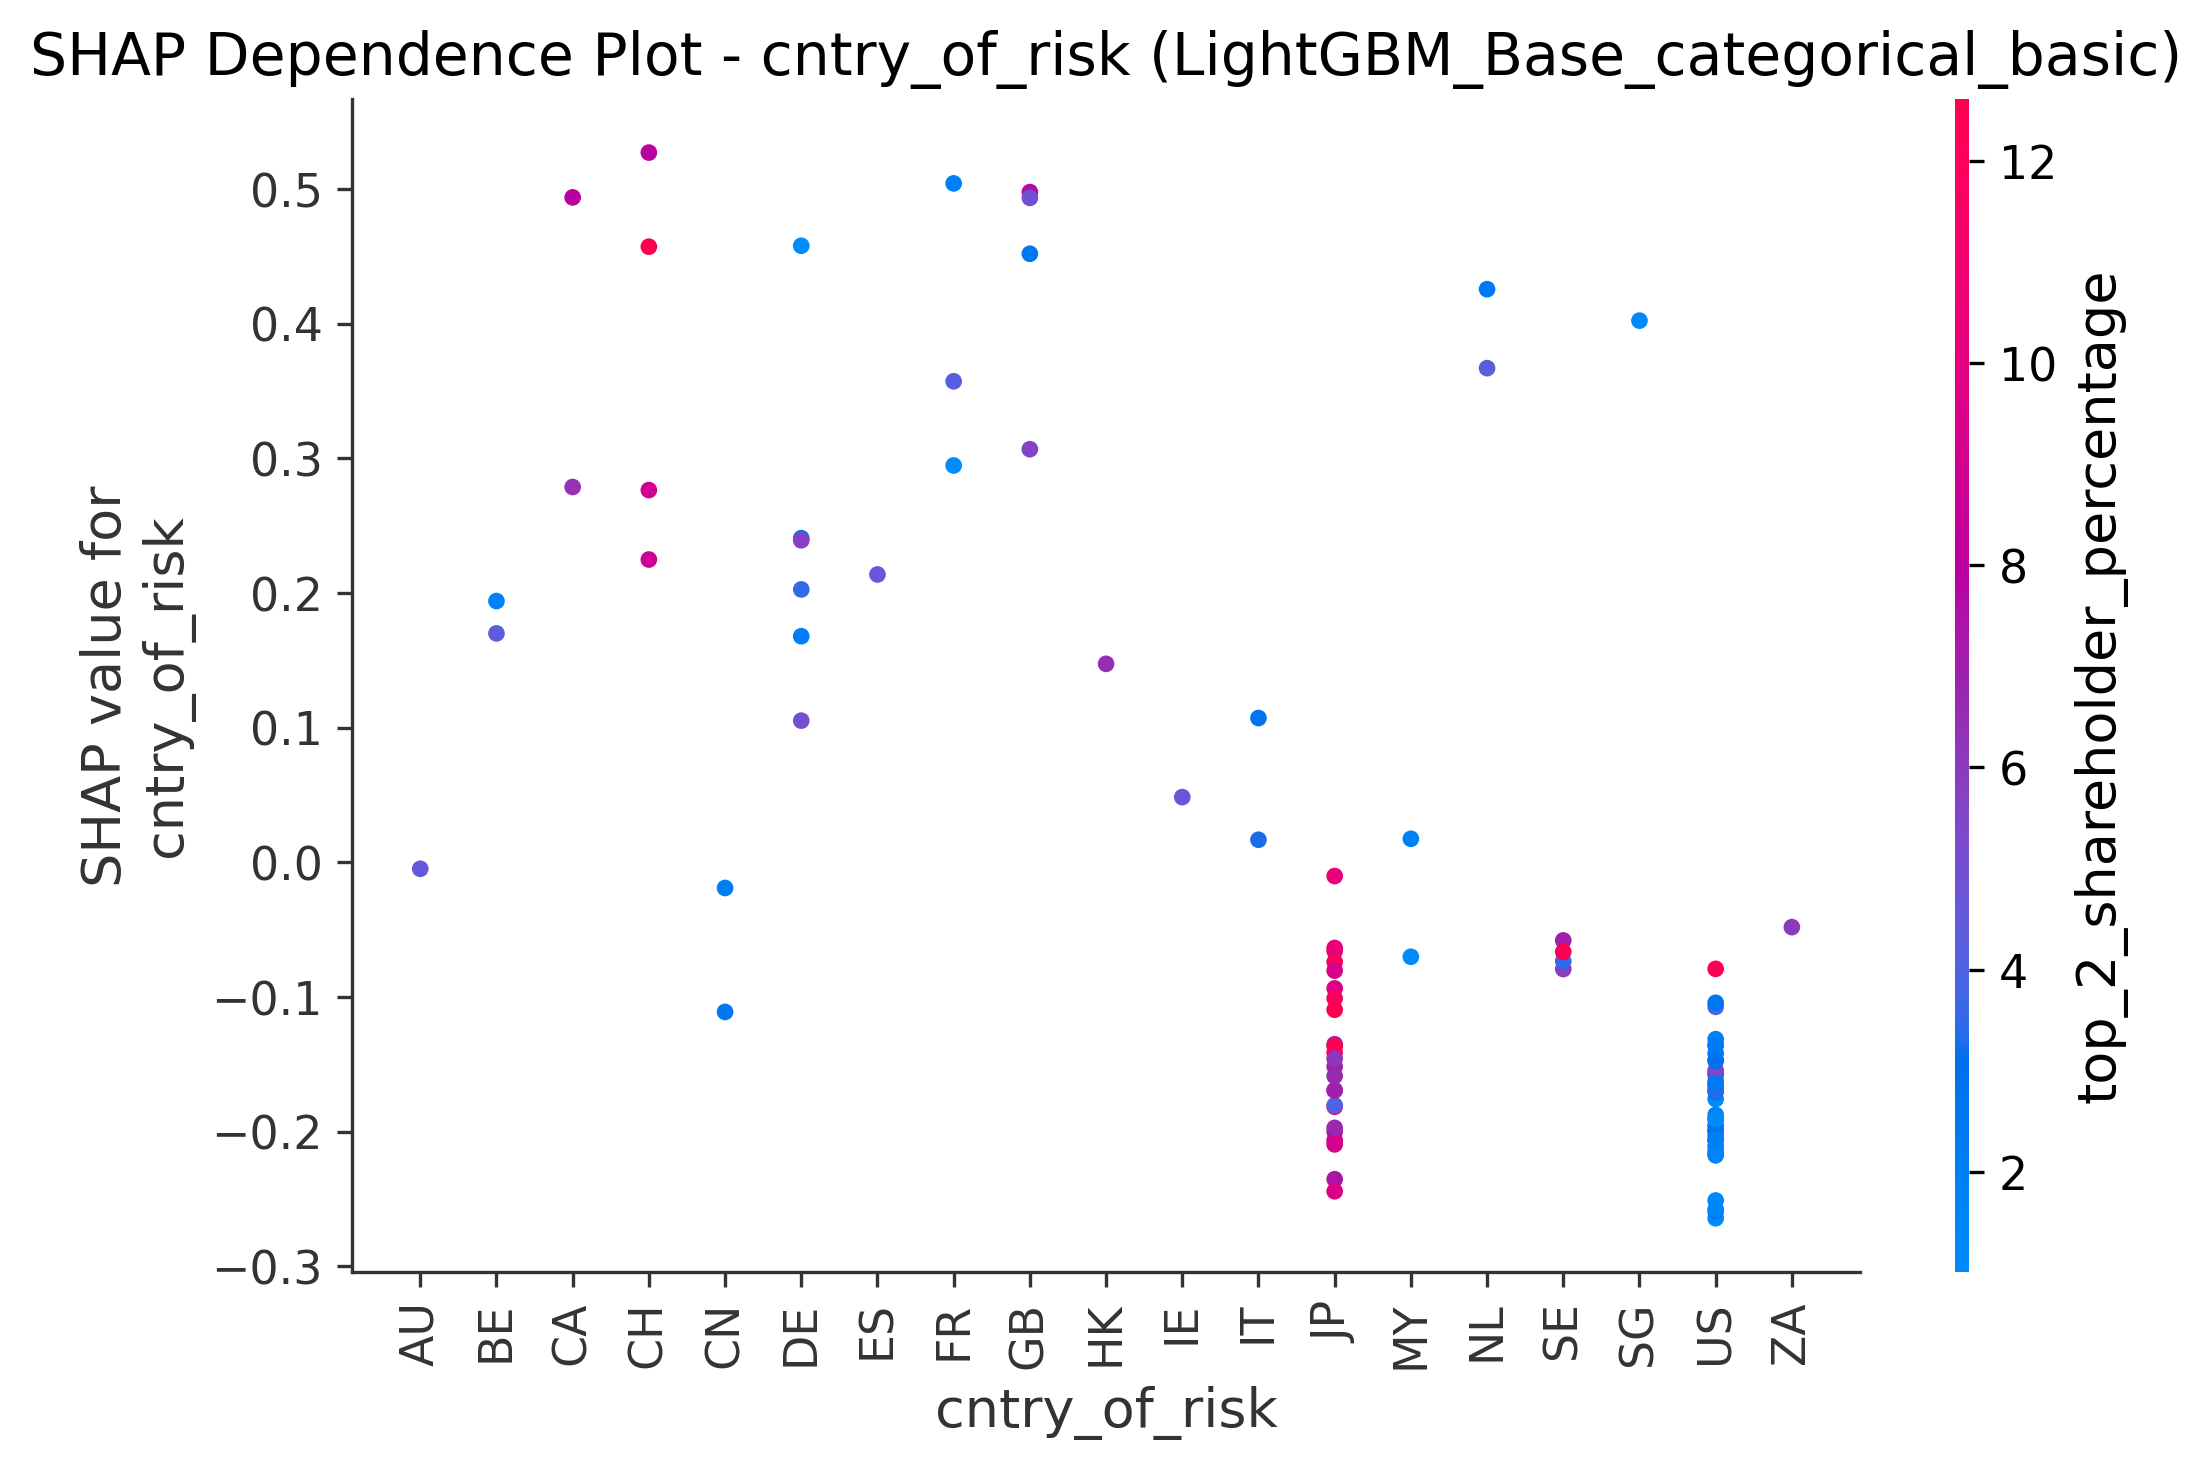 SHAP Dependence Plot - cntry_of_risk (LightGBM_Base_categorical_basic)
SHAP value for
cntry_of_risk
0.5
0.4
0.3
0.2
0.1
0.0
−0.1
−0.2
−0.3
AU
BE
CA
CH
CN
DE
ES
FR
GB
HK
IE
IT
JP
MY
NL
SE
SG
US
ZA
cntry_of_risk
12
10
8
6
4
2
top_2_shareholder_percentage